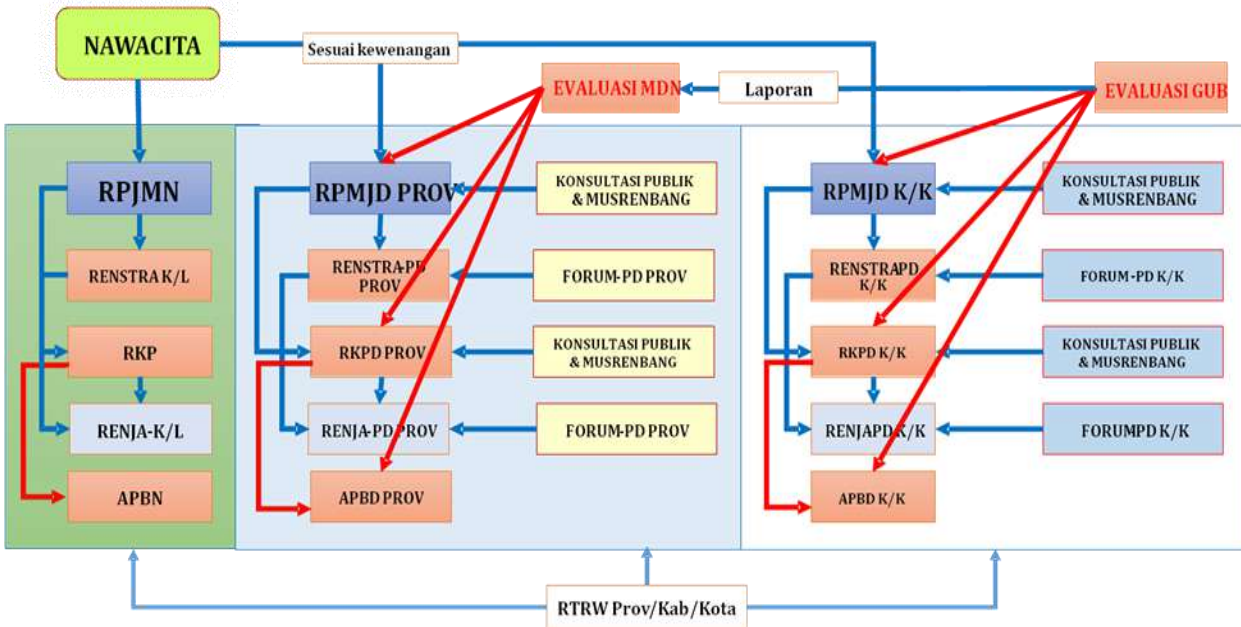 NAWACITA
Sesuai kewenangan
EVALUASI MDN
Laporan
EVALUASI GUB
RPJMN
RENSTRA K/L
RKP
RENJA-K/L
APBN
RPMJD PROV
RENSTRA-PD
PROV
RKPD PROV
RENJA-PD PROV
APBD PROV
KONSULTASI PUBLIK
& MUSRENBANG
FORUM-PD PROV
KONSULTASI PUBLIK
& MUSRENBANG
FORUM-PD PROV
RPMJD K/K
RENSTRAPD
K/K
RKPD K/K
RENJAPD K/K
APBD K/K
KONSULTASI PUBLIK
& MUSRENBANG
FORUM -PD K/K
KONSULTASI PUBLIK
& MUSRENBANG
FORUMPD K/K
RTRW Prov/Kab/Kota